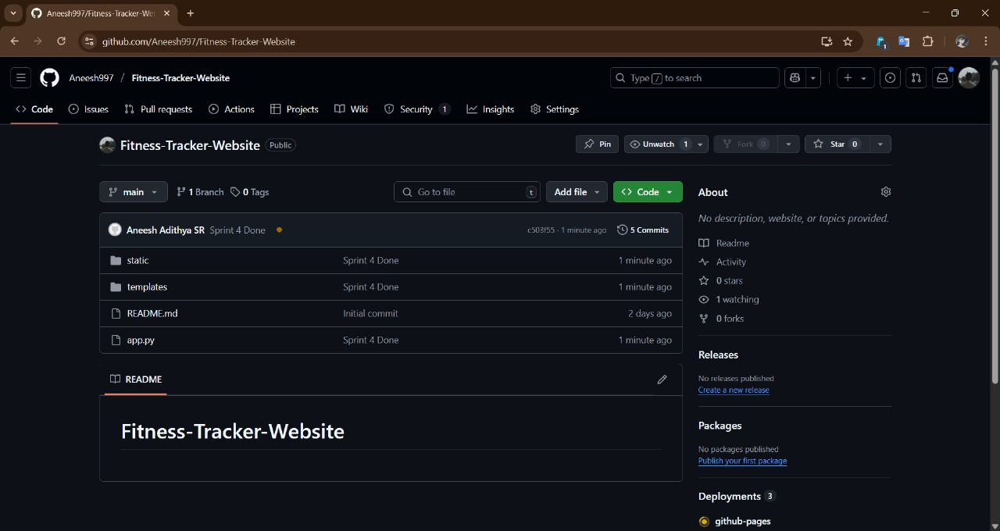 Aneesh997/Fitness-Tracker-Wel
github.com/Aneesh997/Fitness-Tracker-Website
1
Aneesh997 / Fitness-Tracker-Website
Type / to search
Code Issues Pull requests Actions Projects Wiki Security 1 Insights Settings
Fitness-Tracker-Website Public
Pin Unwatch 1 Fork 0 Star 0
main 1 Branch 0 Tags Go to file t Add file Code
Aneesh Adithya SR Sprint 4 Done c503f55 · 1 minute ago 5 Commits
static Sprint 4 Done 1 minute ago
templates Sprint 4 Done 1 minute ago
README.md Initial commit 2 days ago
app.py Sprint 4 Done 1 minute ago
README
Fitness-Tracker-Website
About
No description, website, or topics provided.
Readme
Activity
0 stars
1 watching
0 forks
Releases
No releases published
Create a new release
Packages
No packages published
Publish your first package
Deployments 3
github-pages